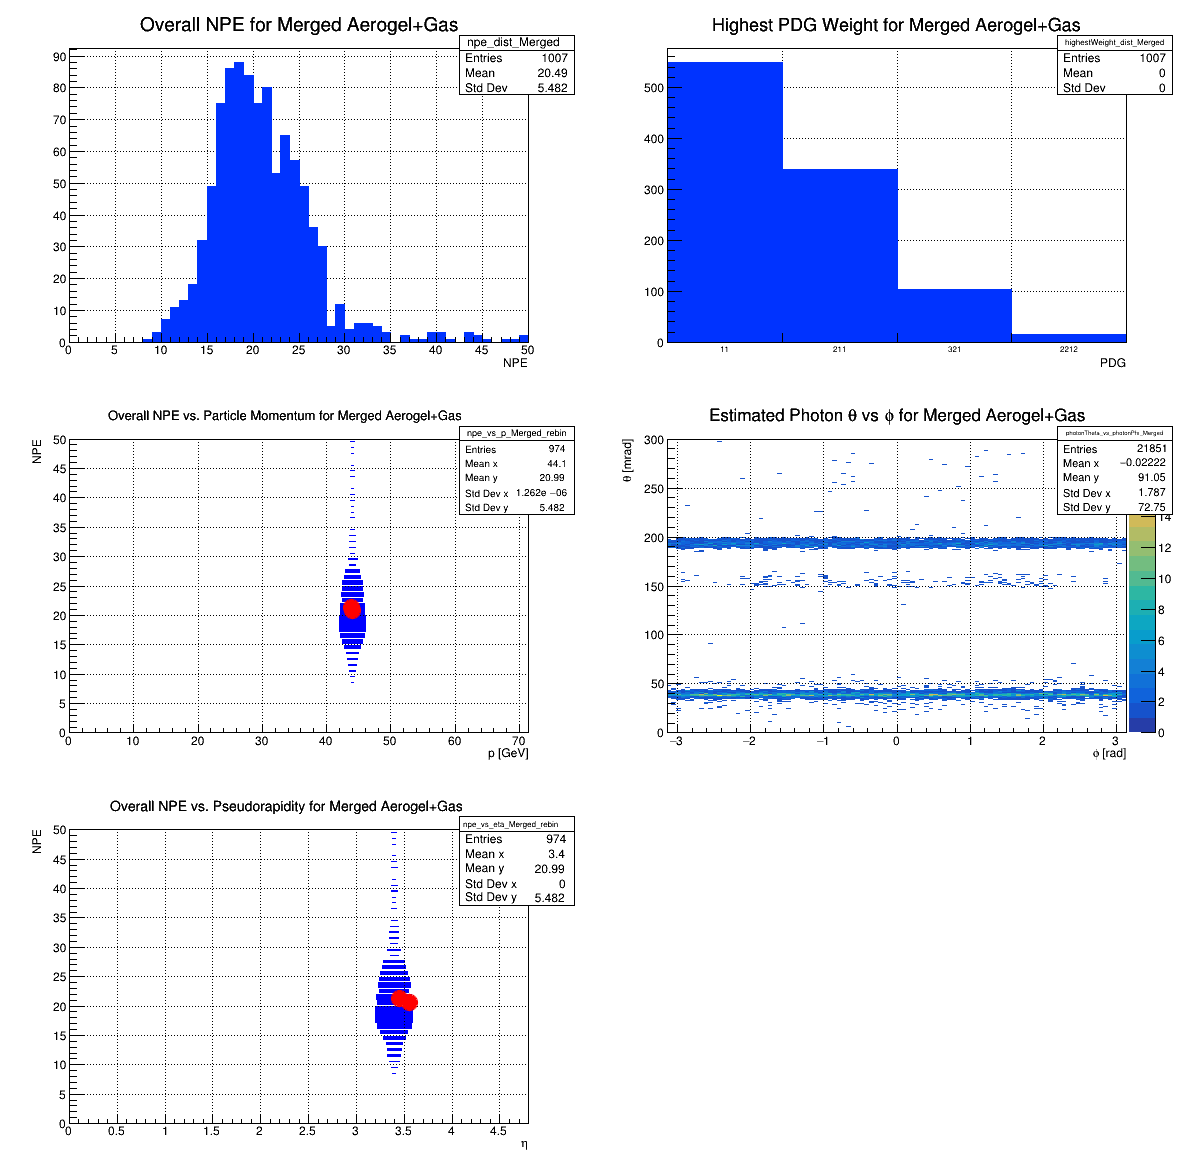 Overall NPE for Merged Aerogel+Gas
npe_dist_Merged
Entries 1007
Mean 20.49
Std Dev 5.482
90
80
70
60
50
40
30
20
10
0
0 5 10 15 20 25 30 35 40 45 50
NPE
Highest PDG Weight for Merged Aerogel+Gas
highestWeight_dist_Merged
Entries 1007
Mean 0
Std Dev 0
500
400
300
200
100
0
11 211 321 2212
PDG
Overall NPE vs. Particle Momentum for Merged Aerogel+Gas
npe_vs_p_Merged_rebin
Entries 974
Mean x 44.1
Mean y 20.99
Std Dev x 1.262e −06
Std Dev y 5.482
NPE
50
45
40
35
30
25
20
15
10
5
0
0 10 20 30 40 50 60 70
p [GeV]
Estimated Photon θ vs ϕ for Merged Aerogel+Gas
photonTheta_vs_photonPhi_Merged
Entries 21851
Mean x −0.02222
Mean y 91.05
Std Dev x 1.787
Std Dev y 72.75
θ [mrad]
300
250
200
150
100
50
0
−3 −2 −1 0 1 2 3
ϕ [rad]
14
12
10
8
6
4
2
0
Overall NPE vs. Pseudorapidity for Merged Aerogel+Gas
npe_vs_eta_Merged_rebin
Entries 974
Mean x 3.4
Mean y 20.99
Std Dev x 0
Std Dev y 5.482
NPE
50
45
40
35
30
25
20
15
10
5
0
0 0.5 1 1.5 2 2.5 3 3.5 4 4.5
η